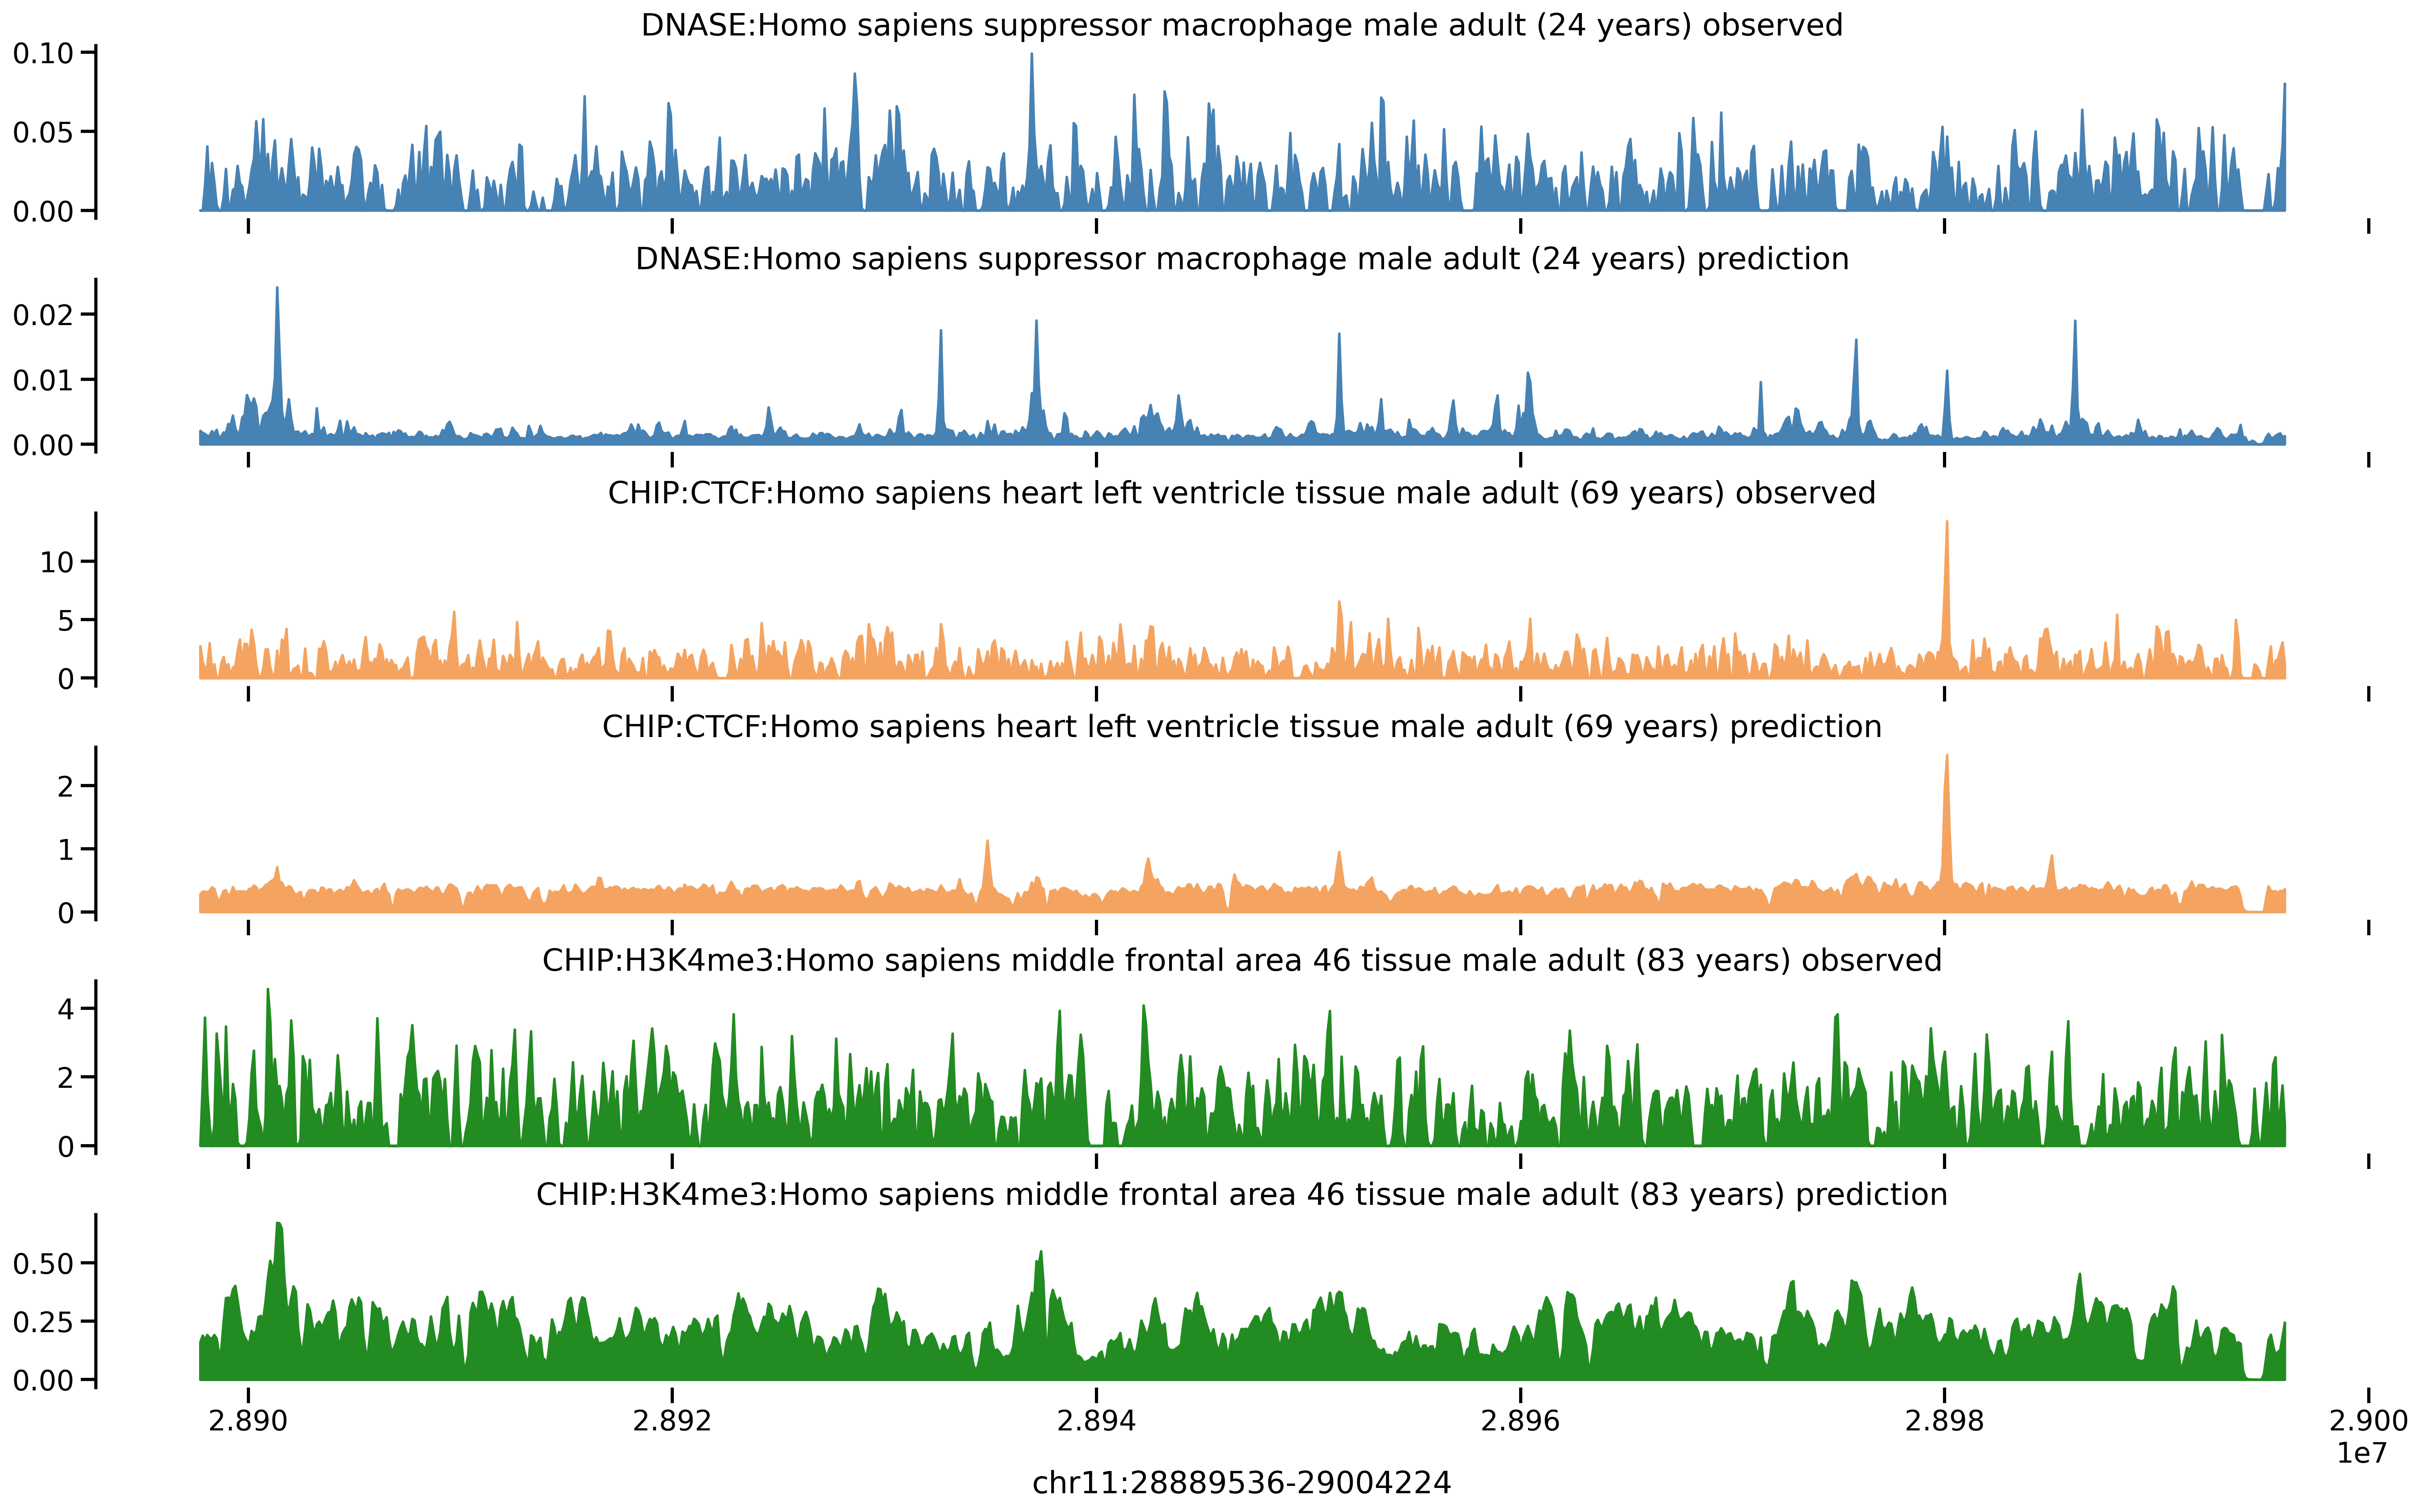 DNASE:Homo sapiens suppressor macrophage male adult (24 years) observed
0.10
0.05
0.00
DNASE:Homo sapiens suppressor macrophage male adult (24 years) prediction
0.02
0.01
0.00
CHIP:CTCF:Homo sapiens heart left ventricle tissue male adult (69 years) observed
10
5
0
CHIP:CTCF:Homo sapiens heart left ventricle tissue male adult (69 years) prediction
2
1
0
CHIP:H3K4me3:Homo sapiens middle frontal area 46 tissue male adult (83 years) observed
4
2
0
CHIP:H3K4me3:Homo sapiens middle frontal area 46 tissue male adult (83 years) prediction
0.50
0.25
0.00
2.890 2.892 2.894 2.896 2.898 2.900
1e7
chr11:28889536-29004224